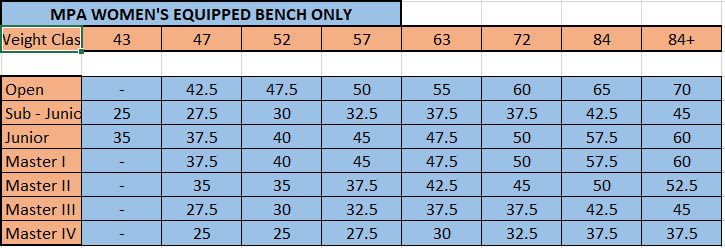 MPA WOMEN'S EQUIPPED BENCH ONLY
Weight Clas 43 47 52 57 63 72 84 84+
Open - 42.5 47.5 50 55 60 65 70
Sub - Junio 25 27.5 30 32.5 37.5 37.5 42.5 45
Junior 35 37.5 40 45 47.5 50 57.5 60
Master I - 37.5 40 45 47.5 50 57.5 60
Master II - 35 35 37.5 42.5 45 50 52.5
Master III - 27.5 30 32.5 37.5 37.5 42.5 45
Master IV - 25 25 27.5 30 32.5 37.5 37.5